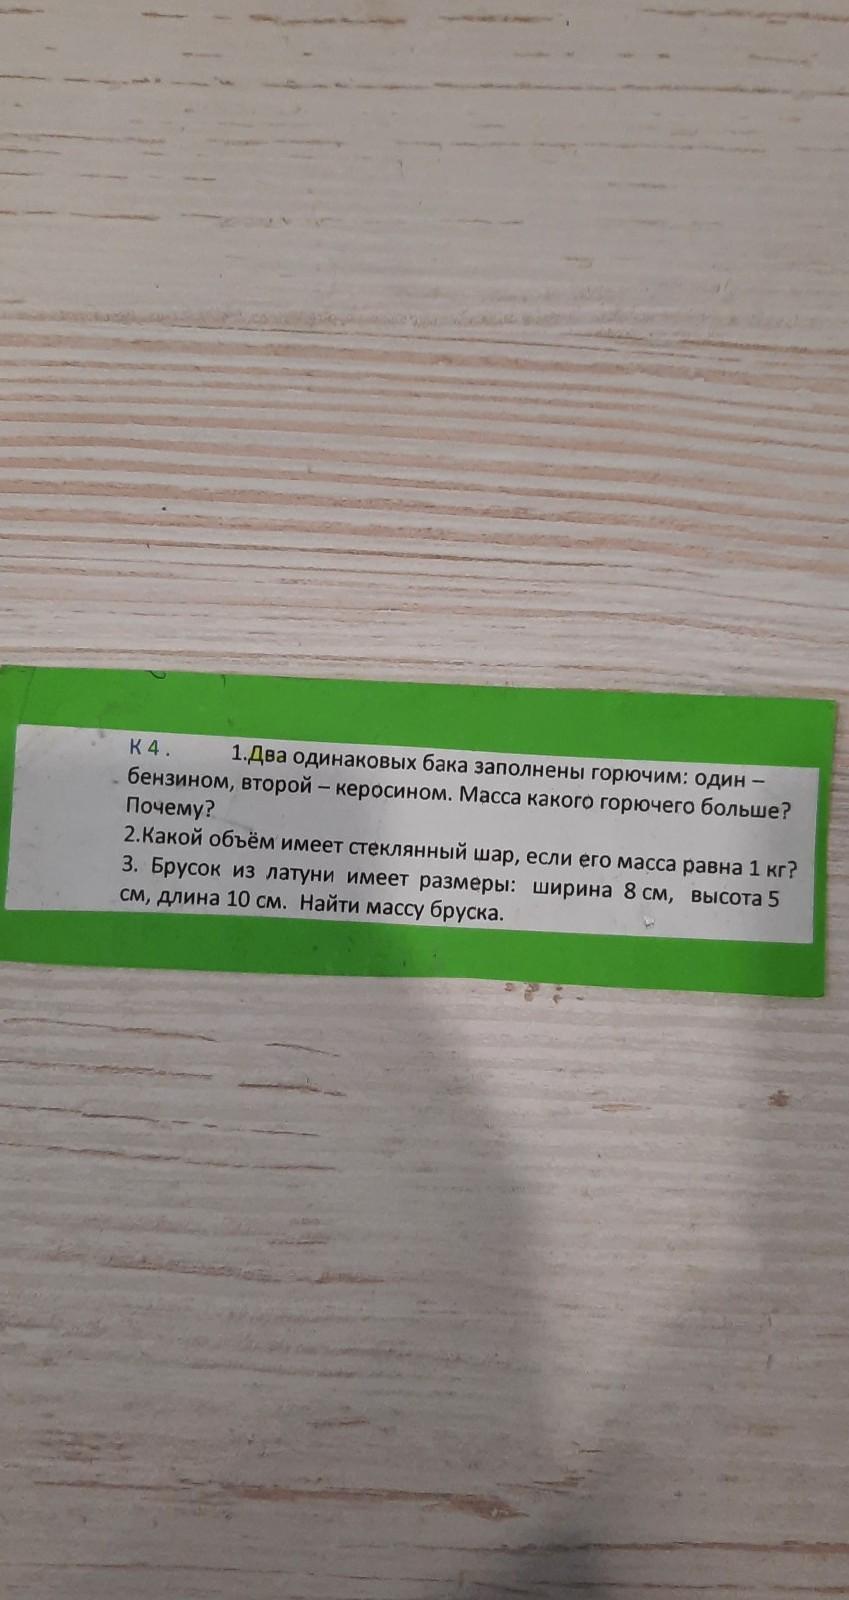 К 4 . 1.Два одинаковых бака заполнены горючим: один –
бензином, второй – керосином. Масса какого горючего больше?
Почему?
2.Какой объём имеет стеклянный шар, если его масса равна 1 кг?
3. Брусок из латуни имеет размеры: ширина 8 см, высота 5
см, длина 10 см. Найти массу бруска.